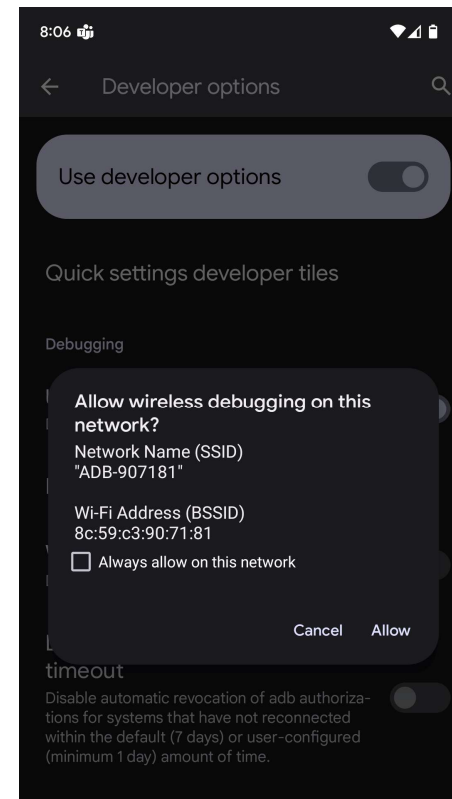 8:06
Developer options
Use developer options
Quick settings developer tiles
Debugging
Allow wireless debugging on this
network?
Network Name (SSID)
"ADB-907181"
Wi-Fi Address (BSSID)
8c:59:c3:90:71:81
Always allow on this network
Cancel Allow
timeout
Disable automatic revocation of adb authoriza-
tions for systems that have not reconnected
within the default (7 days) or user-configured
(minimum 1 day) amount of time.